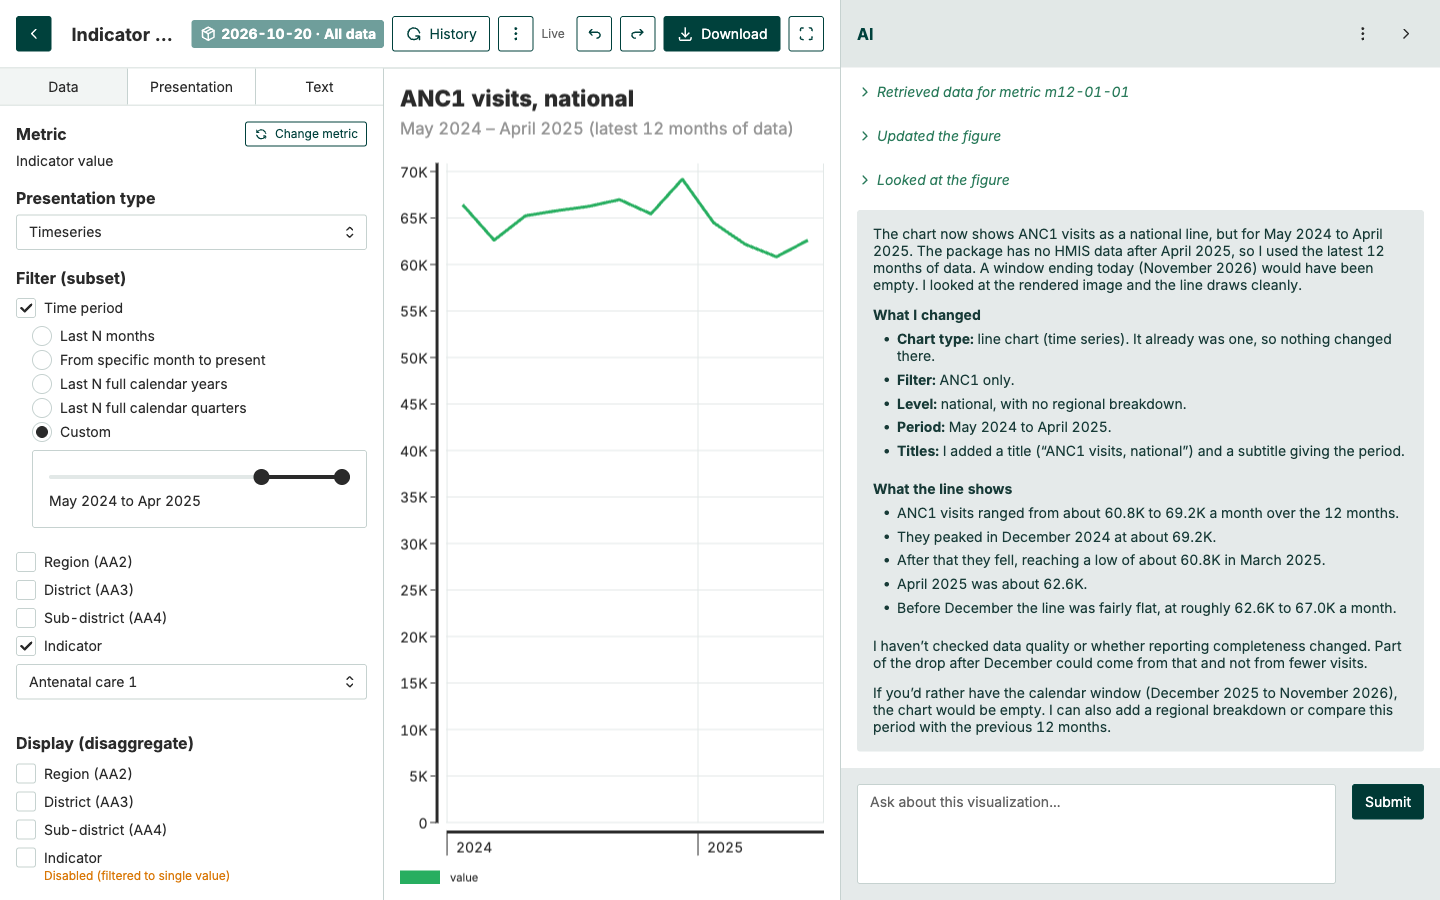 Indicator ...
2026-10-20 · All data
History
Live
Download
Data
Presentation
Text
Metric
Change metric
Indicator value
Presentation type
Timeseries
Filter (subset)
Time period
Last N months
From specific month to present
Last N full calendar years
Last N full calendar quarters
Custom
May 2024 to Apr 2025
Region (AA2)
District (AA3)
Sub-district (AA4)
Indicator
Antenatal care 1
Display (disaggregate)
Region (AA2)
District (AA3)
Sub-district (AA4)
Indicator
Disabled (filtered to single value)
ANC1 visits, national
May 2024 – April 2025 (latest 12 months of data)
70K
65K
60K
55K
50K
45K
40K
35K
30K
25K
20K
15K
10K
5K
0
2024
2025
value
AI
Retrieved data for metric m12-01-01
Updated the figure
Looked at the figure
The chart now shows ANC1 visits as a national line, but for May 2024 to April
2025. The package has no HMIS data after April 2025, so I used the latest 12
months of data. A window ending today (November 2026) would have been
empty. I looked at the rendered image and the line draws cleanly.
What I changed
• Chart type: line chart (time series). It already was one, so nothing changed
there.
• Filter: ANC1 only.
• Level: national, with no regional breakdown.
• Period: May 2024 to April 2025.
• Titles: I added a title (“ANC1 visits, national”) and a subtitle giving the period.
What the line shows
• ANC1 visits ranged from about 60.8K to 69.2K a month over the 12 months.
• They peaked in December 2024 at about 69.2K.
• After that they fell, reaching a low of about 60.8K in March 2025.
• April 2025 was about 62.6K.
• Before December the line was fairly flat, at roughly 62.6K to 67.0K a month.
I haven’t checked data quality or whether reporting completeness changed. Part
of the drop after December could come from that and not from fewer visits.
If you’d rather have the calendar window (December 2025 to November 2026),
the chart would be empty. I can also add a regional breakdown or compare this
period with the previous 12 months.
Ask about this visualization...
Submit